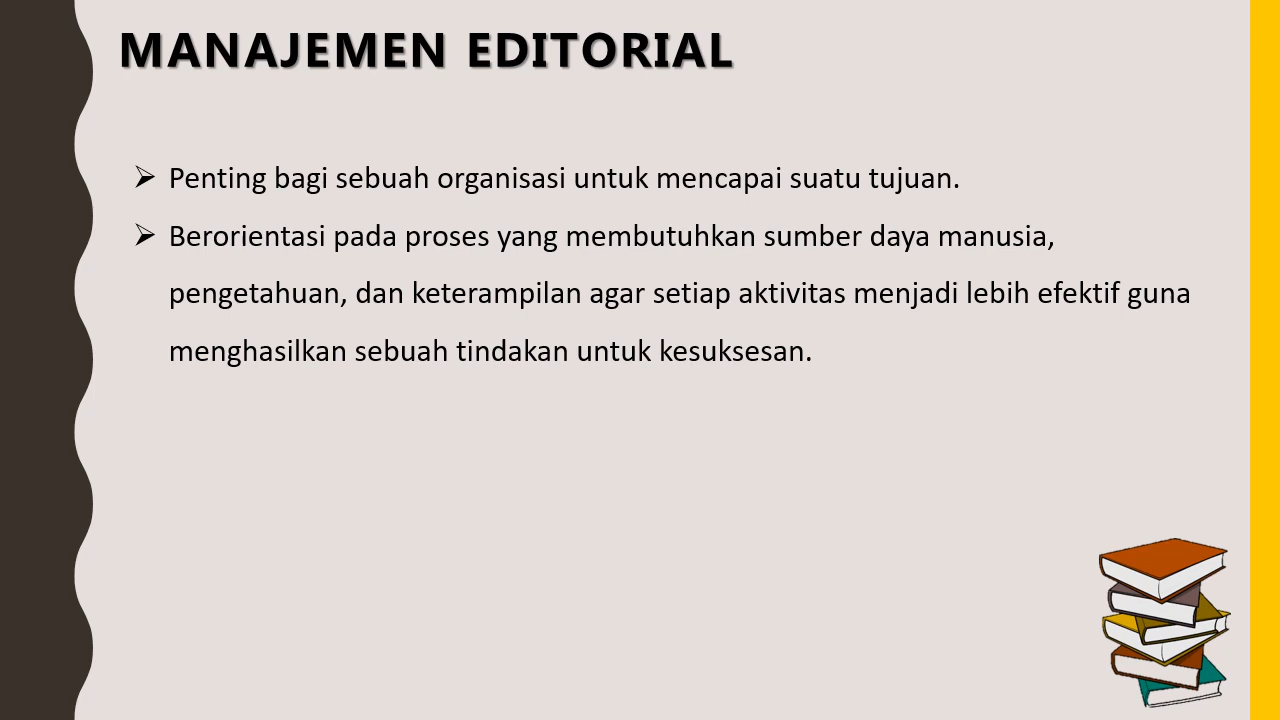 MANAJEMEN EDITORIAL
➢ Penting bagi sebuah organisasi untuk mencapai suatu tujuan.
➢ Berorientasi pada proses yang membutuhkan sumber daya manusia,
pengetahuan, dan keterampilan agar setiap aktivitas menjadi lebih efektif guna
menghasilkan sebuah tindakan untuk kesuksesan.